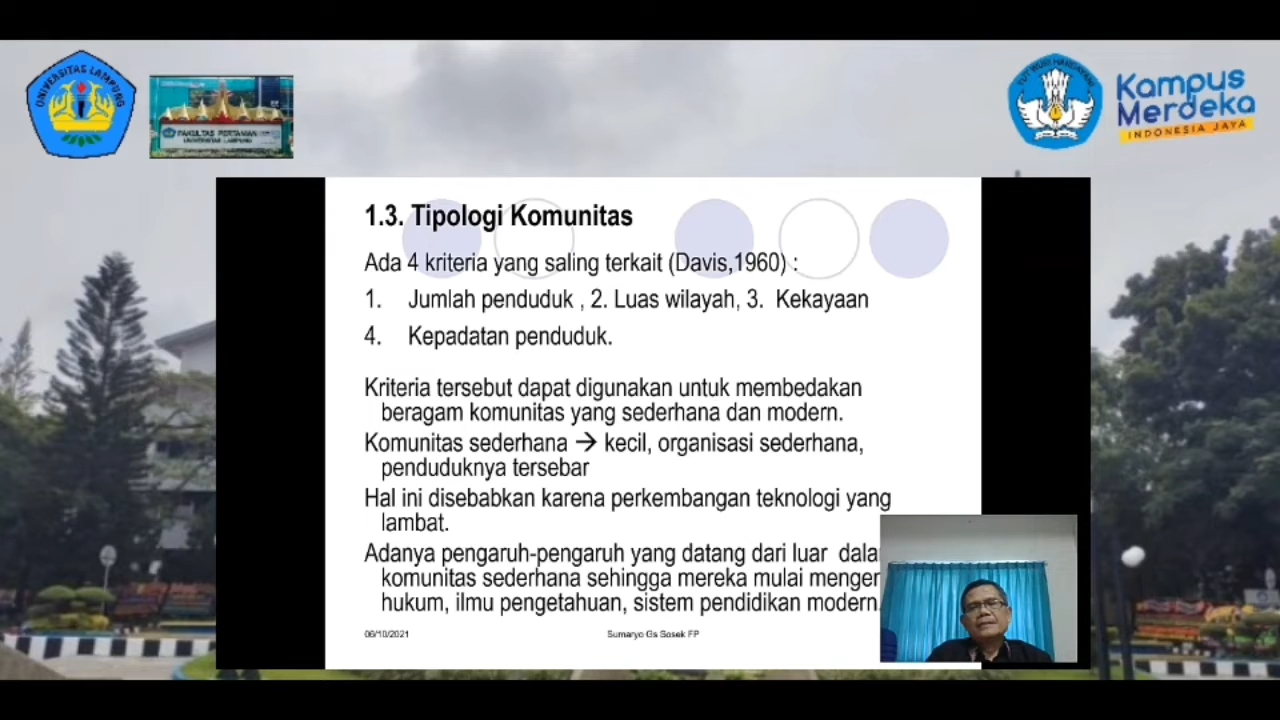 UNIVERSITAS LAMPUNG
FAKULTAS PERTANIAN
UNIVERSITAS LAMPUNG
TUT WURI HANDAYANI
Kampus
Merdeka
INDONESIA JAYA
1.3. Tipologi Komunitas
Ada 4 kriteria yang saling terkait (Davis,1960) :
1. Jumlah penduduk , 2. Luas wilayah, 3. Kekayaan
4. Kepadatan penduduk.
Kriteria tersebut dapat digunakan untuk membedakan
beragam komunitas yang sederhana dan modern.
Komunitas sederhana → kecil, organisasi sederhana,
penduduknya tersebar
Hal ini disebabkan karena perkembangan teknologi yang
lambat.
Adanya pengaruh-pengaruh yang datang dari luar
komunitas sederhana sehingga mereka mulai
hukum, ilmu pengetahuan, sistem pendidikan modern.
06/10/2021
Sumaryo Gs Sosek FP